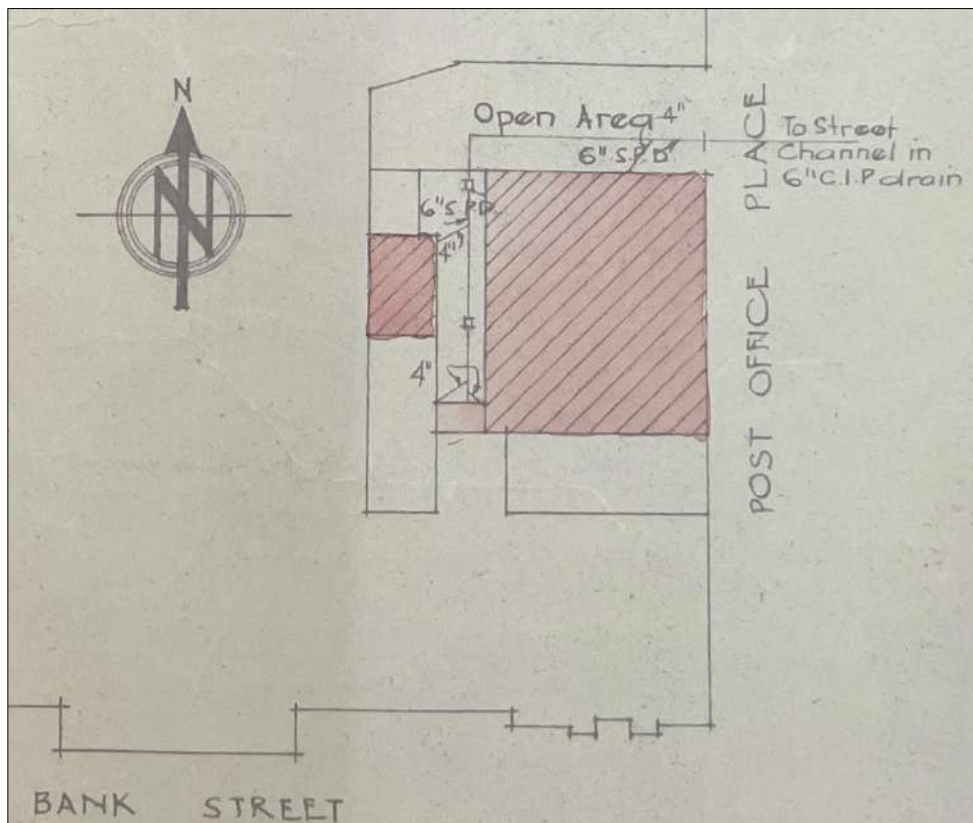 N
Open Area 4"
6" S.P.D
To Street
Channel in
6" C.I.P drain
6" S.P.D.
4"
4"
POST OFFICE PLACE
BANK STREET